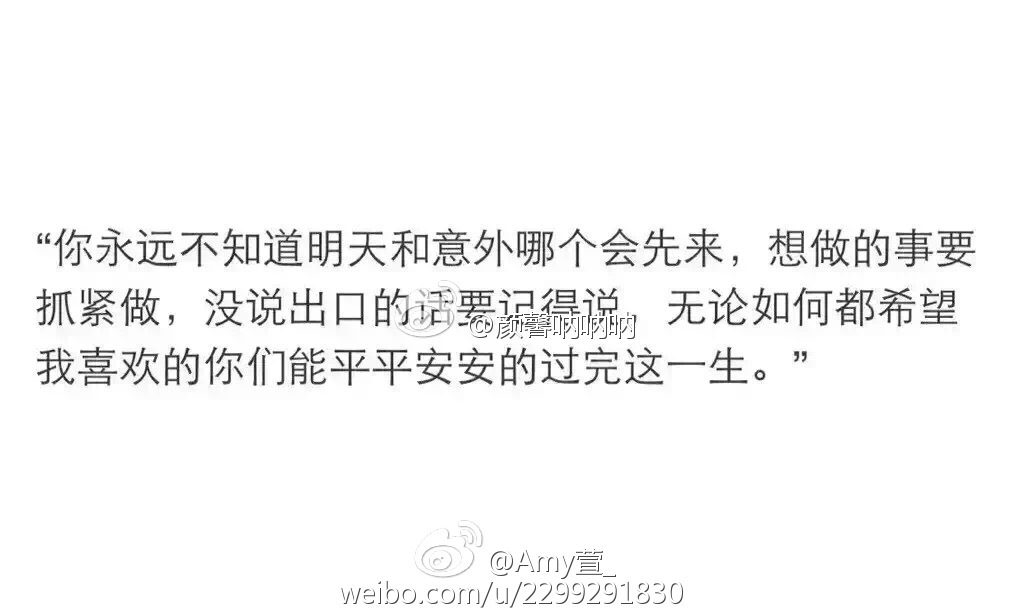 “你永远不知道明天和意外哪个会先来，想做的事要
抓紧做，没说出口的话要记得说，无论如何都希望
@颜馨呐呐呐
我喜欢的你们能平平安安的过完这一生。”
@Amy萱_
weibo.com/u/2299291830